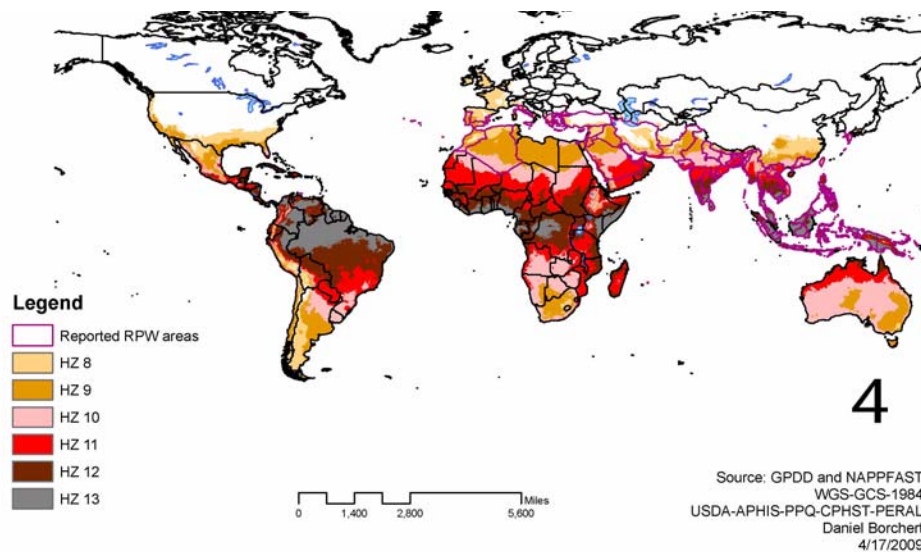 Legend
Reported RPW areas
HZ 8
HZ 9
HZ 10
HZ 11
HZ 12
HZ 13
Miles
0 1,400 2,800 5,600
4
Source: GPDD and NAPPFAST
WGS-GCS-1984
USDA-APHIS-PPQ-CPHST-PERAL
Daniel Borchert
4/17/2009